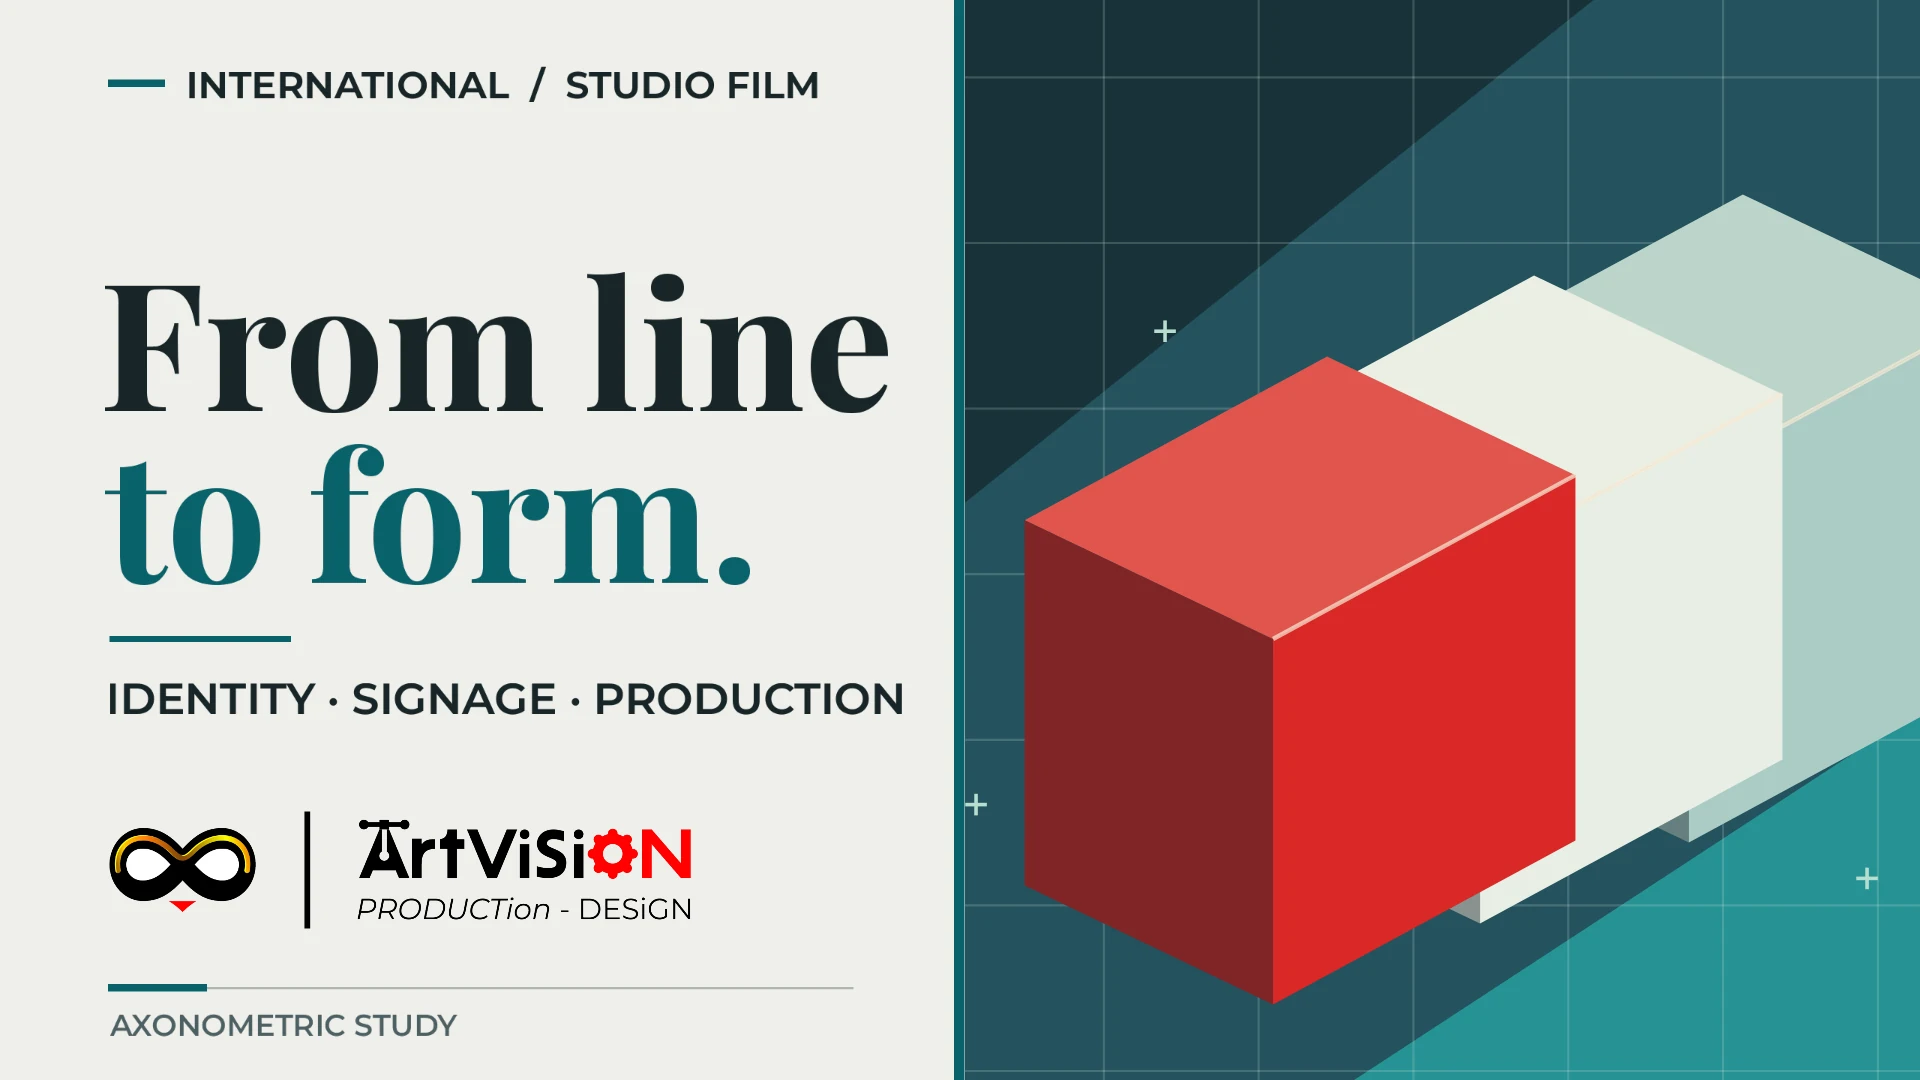 INTERNATIONAL / STUDIO FILM
From line
to form.
IDENTITY · SIGNAGE · PRODUCTION
ArtViSiON
PRODUCTion - DESiGN
AXONOMETRIC STUDY